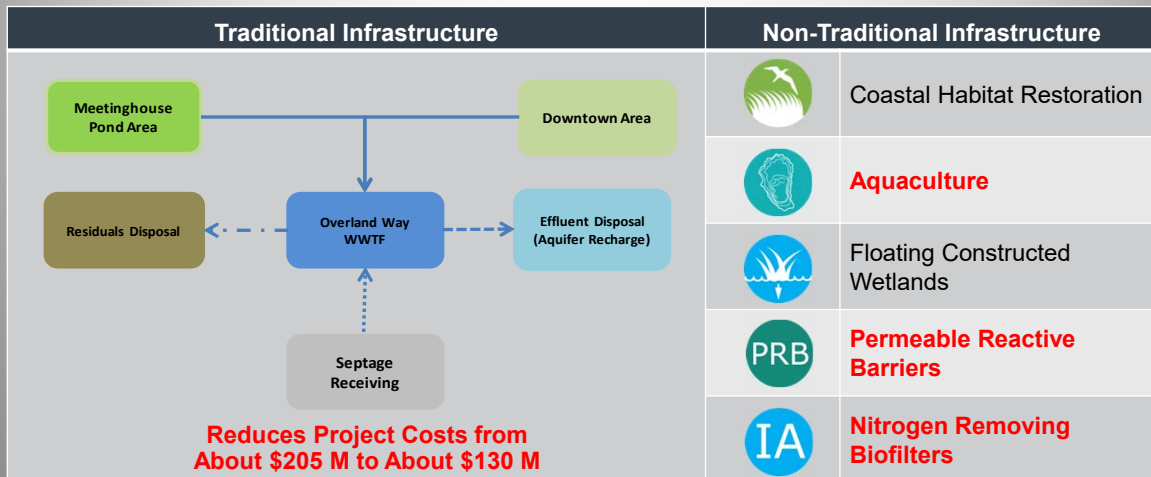 Traditional Infrastructure
Meetinghouse
Pond Area
Downtown Area
Residuals Disposal
Overland Way
WWTF
Effluent Disposal
(Aquifer Recharge)
Septage
Receiving
Reduces Project Costs from
About $205 M to About $130 M
Non-Traditional Infrastructure
Coastal Habitat Restoration
Aquaculture
Floating Constructed
Wetlands
PRB
Permeable Reactive
Barriers
IA
Nitrogen Removing
Biofilters